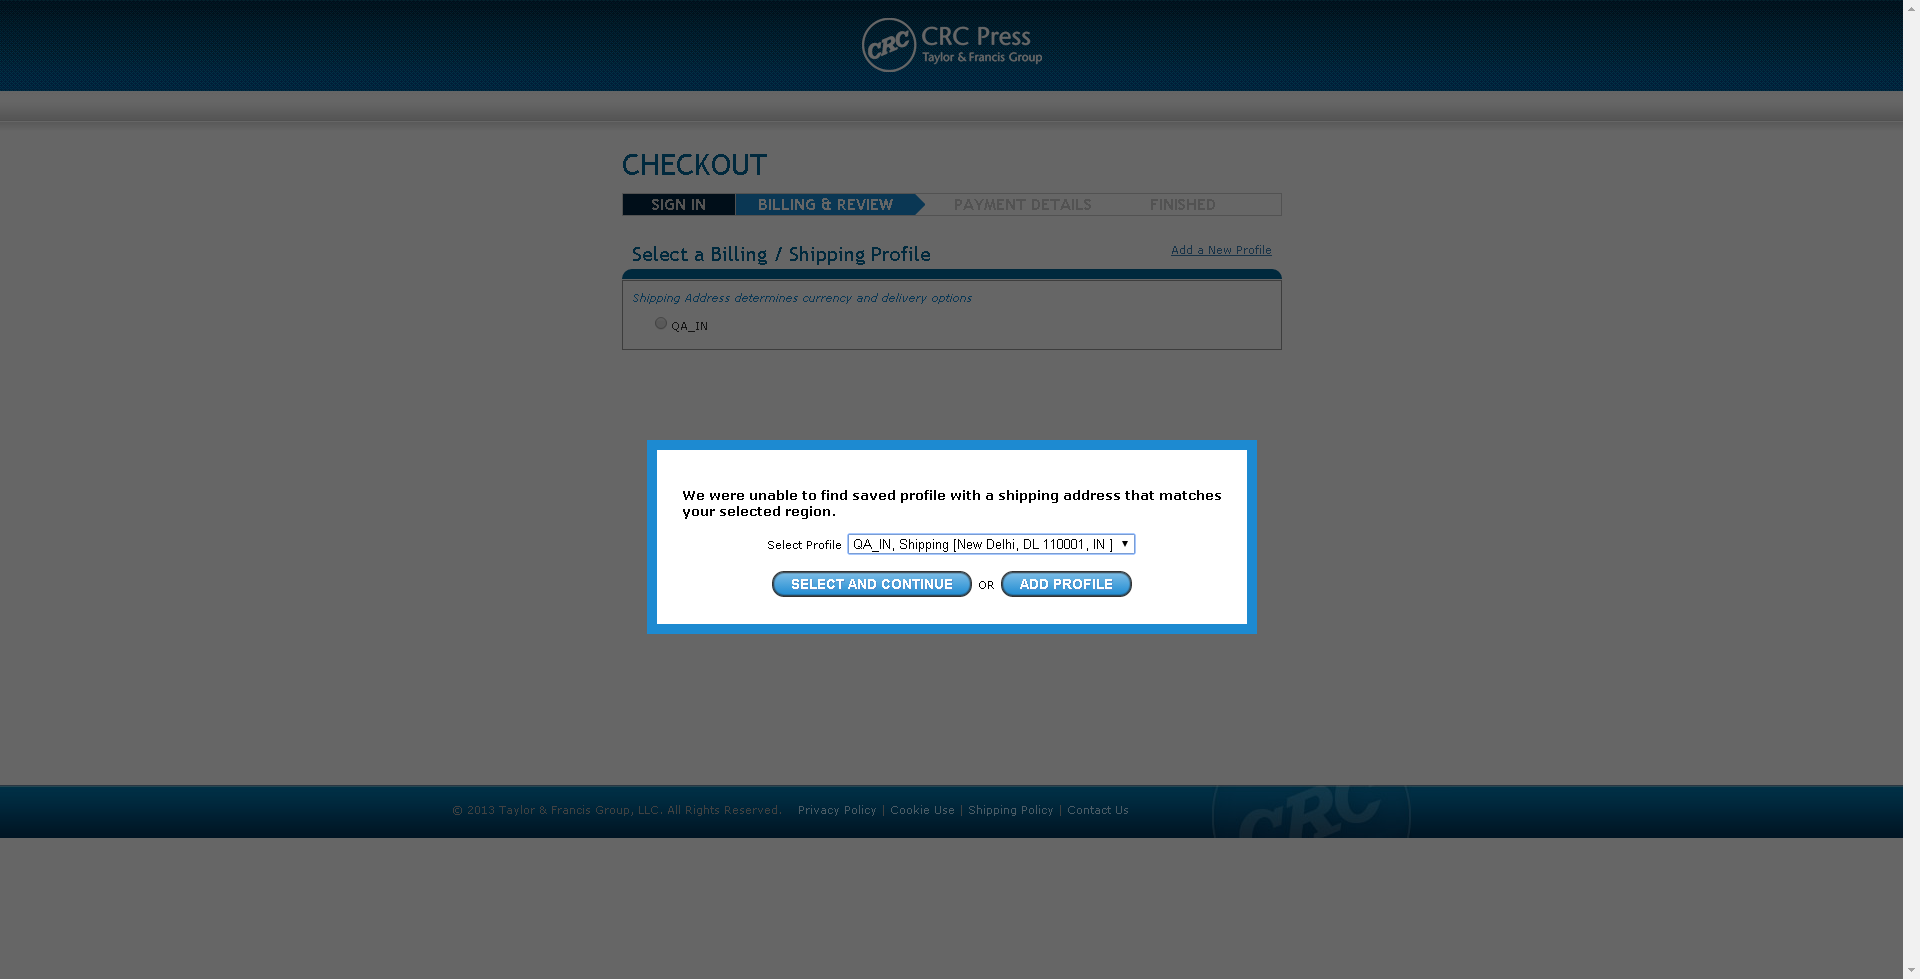 CRC CRC Press
Taylor & Francis Group
CHECKOUT
SIGN IN BILLING & REVIEW PAYMENT DETAILS FINISHED
Select a Billing / Shipping Profile Add a New Profile
Shipping Address determines currency and delivery options
QA_IN
We were unable to find saved profile with a shipping address that matches
your selected region.
Select Profile QA_IN, Shipping [New Delhi, DL 110001, IN ]
SELECT AND CONTINUE OR ADD PROFILE
© 2013 Taylor & Francis Group, LLC. All Rights Reserved. Privacy Policy | Cookie Use | Shipping Policy | Contact Us
CRC